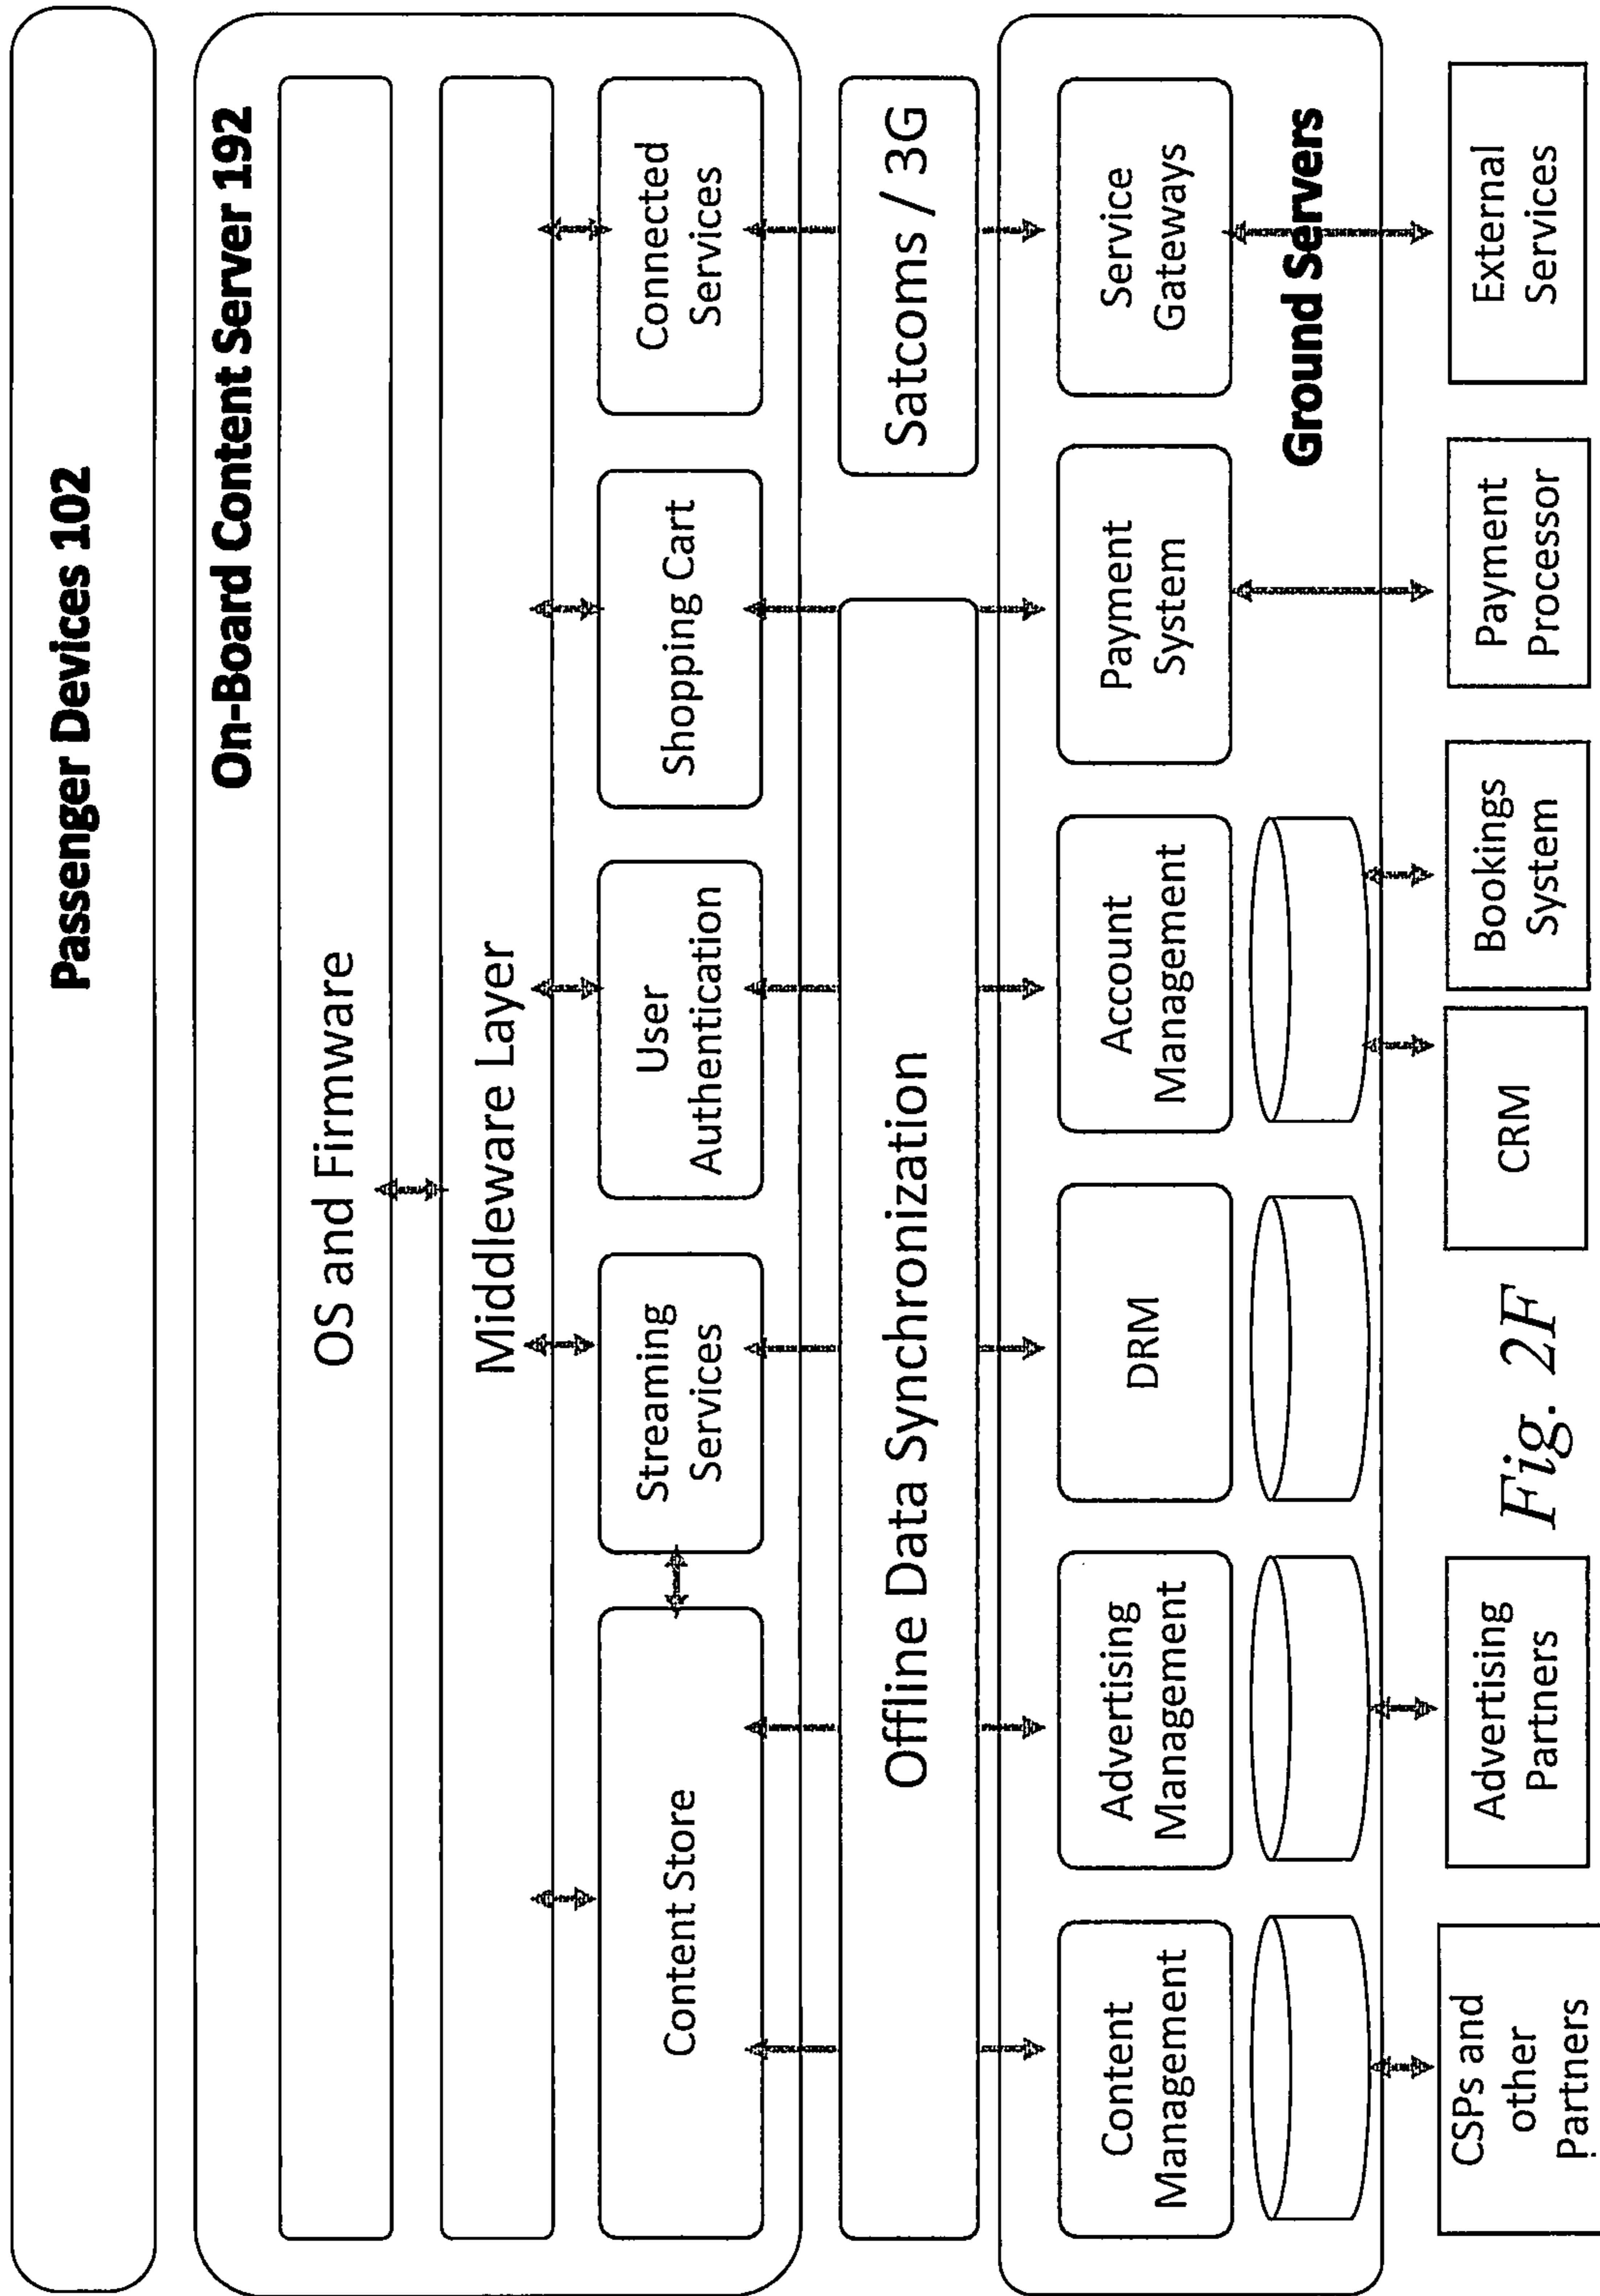 Passenger Devices 102
On-Board Content Server 192
OS and Firmware
Middleware Layer
Content Store
Streaming
Services
User
Authentication
Shopping Cart
Connected
Services
Offline Data Synchronization
Satcoms / 3G
Content
Management
Advertising
Management
DRM
Account
Management
Payment
System
Service
Gateways
Ground Servers
CSPs and
other
Partners
Advertising
Partners
CRM
Bookings
System
Payment
Processor
External
Services
Fig. 2F